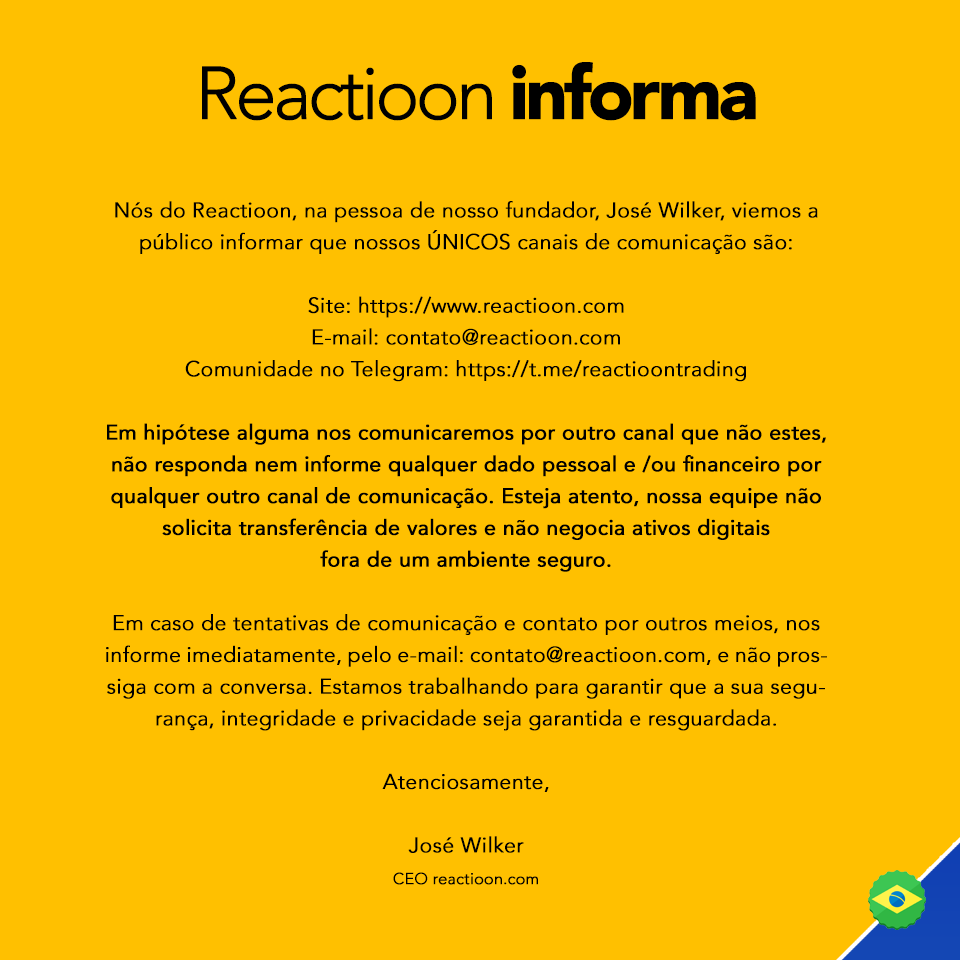 Reactioon informa
Nós do Reactioon, na pessoa de nosso fundador, José Wilker, viemos a
público informar que nossos ÚNICOS canais de comunicação são:
Site: https://www.reactioon.com
E-mail: contato@reactioon.com
Comunidade no Telegram: https://t.me/reactioontrading
Em hipótese alguma nos comunicaremos por outro canal que não estes,
não responda nem informe qualquer dado pessoal e /ou financeiro por
qualquer outro canal de comunicação. Esteja atento, nossa equipe não
solicita transferência de valores e não negocia ativos digitais
fora de um ambiente seguro.
Em caso de tentativas de comunicação e contato por outros meios, nos
informe imediatamente, pelo e-mail: contato@reactioon.com, e não pros-
siga com a conversa. Estamos trabalhando para garantir que a sua segu-
rança, integridade e privacidade seja garantida e resguardada.
Atenciosamente,
José Wilker
CEO reactioon.com